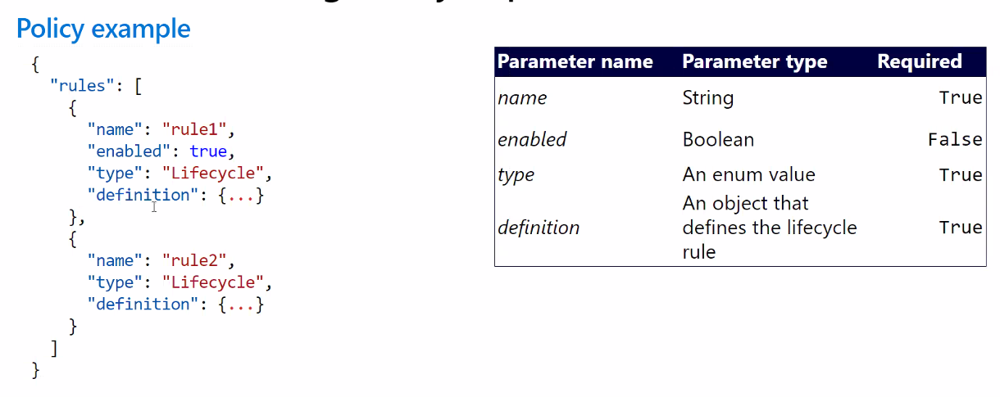 Policy example
{
"rules": [
{
"name": "rule1",
"enabled": true,
"type": "Lifecycle",
"definition": {...}
},
{
"name": "rule2",
"type": "Lifecycle",
"definition": {...}
}
]
}
Parameter name Parameter type Required
name String True
enabled Boolean False
type An enum value True
definition An object that defines the lifecycle rule True